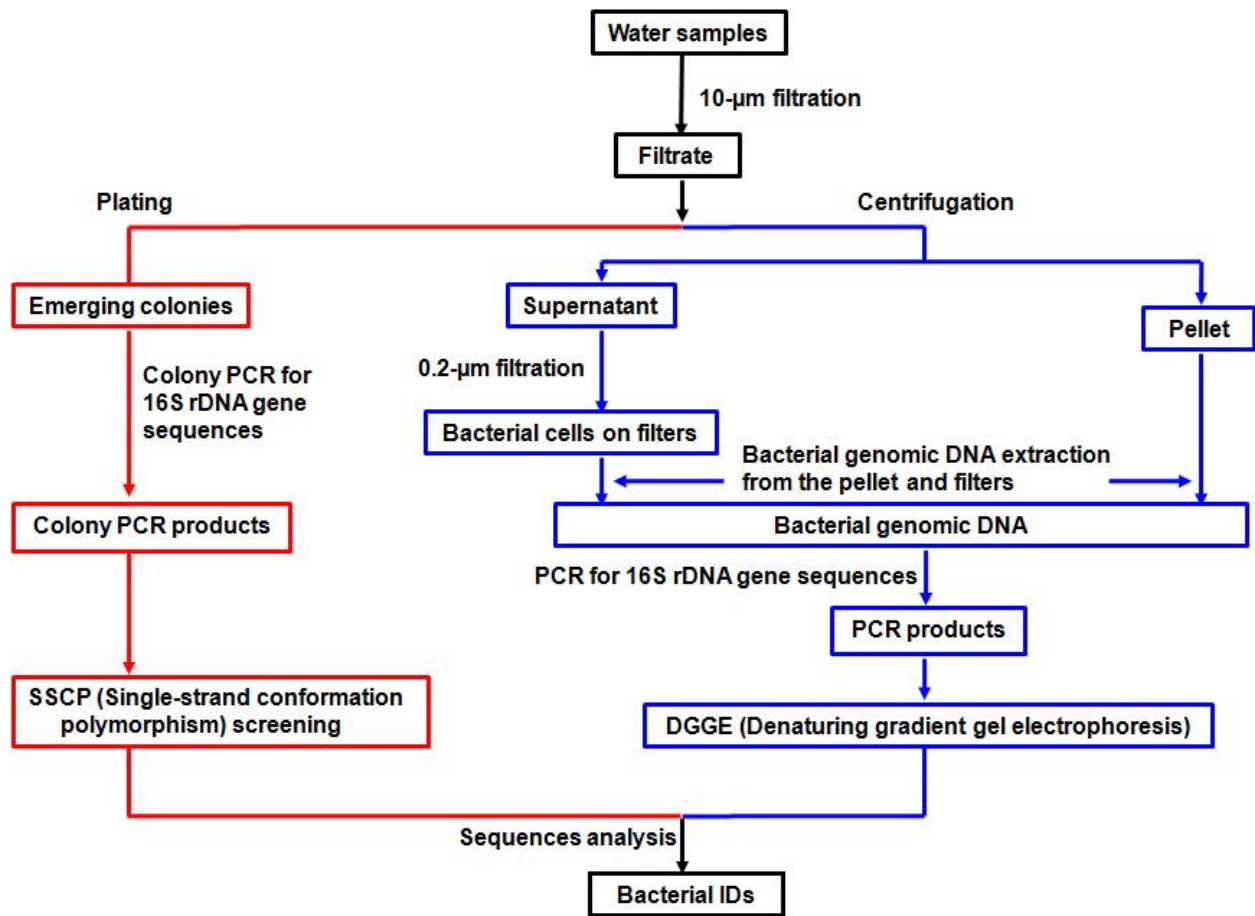 Water samples
10-µm filtration
Filtrate
Plating
Centrifugation
Emerging colonies
Supernatant
Pellet
Colony PCR for
16S rDNA gene
sequences
0.2-µm filtration
Bacterial cells on filters
Bacterial genomic DNA extraction
from the pellet and filters
Colony PCR products
Bacterial genomic DNA
PCR for 16S rDNA gene sequences
PCR products
SSCP (Single-strand conformation
polymorphism) screening
DGGE (Denaturing gradient gel electrophoresis)
Sequences analysis
Bacterial IDs